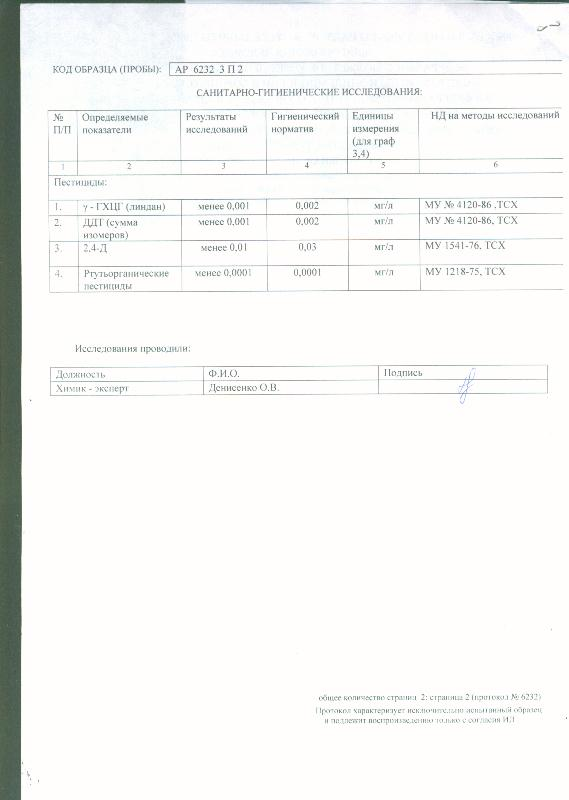 КОД ОБРАЗЦА (ПРОБЫ): АР 6232 3 П 2
САНИТАРНО-ГИГИЕНИЧЕСКИЕ ИССЛЕДОВАНИЯ:
№ П/П Определяемые показатели Результаты исследований Гигиенический норматив Единицы измерения (для граф 3,4) НД на методы исследований
1 2 3 4 5 6
Пестициды:
1. γ - ГХЦГ (линдан) менее 0,001 0,002 мг/л МУ № 4120-86 ,ТСХ
2. ДДТ (сумма изомеров) менее 0,001 0,002 мг/л МУ № 4120-86, ТСХ
3. 2,4-Д менее 0,01 0,03 мг/л МУ 1541-76, ТСХ
4. Ртутьорганические пестициды менее 0,0001 0,0001 мг/л МУ 1218-75, ТСХ
Исследования проводили:
Должность Ф.И.О. Подпись
Химик - эксперт Денисенко О.В.
общее количество страниц 2: страница 2 (протокол № 6232)
Протокол характеризует исключительно испытанный образец
и подлежит воспроизведению только с согласия ИЛ